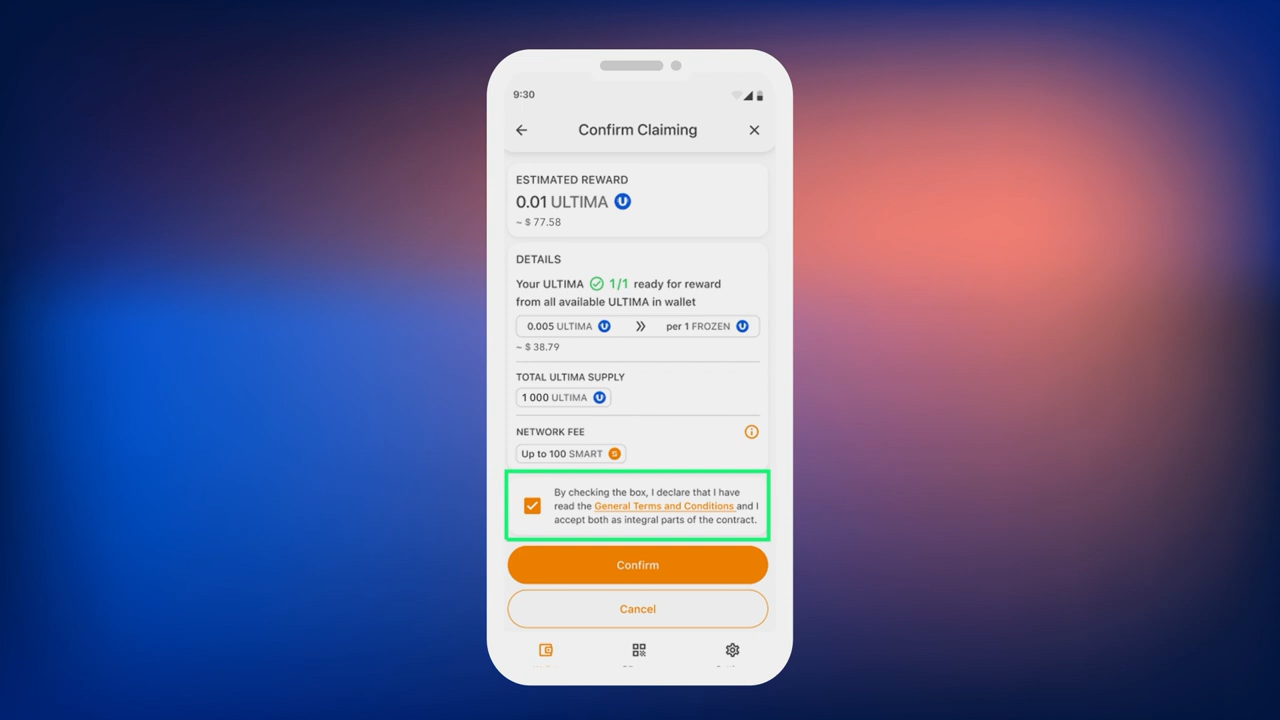 9:30
Confirm Claiming
ESTIMATED REWARD
0.01 ULTIMA
~ $ 77.58
DETAILS
Your ULTIMA 1/1 ready for reward
from all available ULTIMA in wallet
0.005 ULTIMA per 1 FROZEN
~ $ 38.79
TOTAL ULTIMA SUPPLY
1 000 ULTIMA
NETWORK FEE
Up to 100 SMART
By checking the box, I declare that I have
read the General Terms and Conditions and I
accept both as integral parts of the contract.
Confirm
Cancel